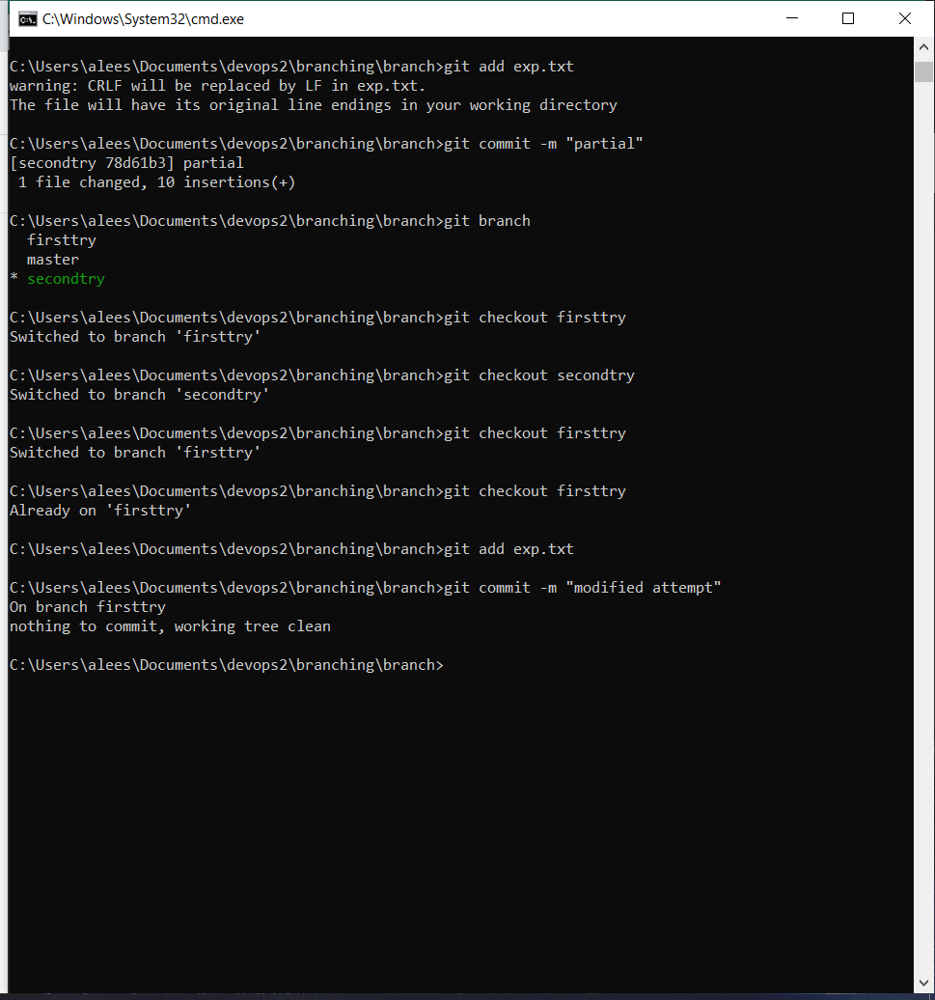 C:\Windows\System32\cmd.exe
C:\Users\alees\Documents\devops2\branching\branch>git add exp.txt
warning: CRLF will be replaced by LF in exp.txt.
The file will have its original line endings in your working directory
C:\Users\alees\Documents\devops2\branching\branch>git commit -m "partial"
[secondtry 78d61b3] partial
 1 file changed, 10 insertions(+)
C:\Users\alees\Documents\devops2\branching\branch>git branch
  firsttry
  master
* secondtry
C:\Users\alees\Documents\devops2\branching\branch>git checkout firsttry
Switched to branch 'firsttry'
C:\Users\alees\Documents\devops2\branching\branch>git checkout secondtry
Switched to branch 'secondtry'
C:\Users\alees\Documents\devops2\branching\branch>git checkout firsttry
Switched to branch 'firsttry'
C:\Users\alees\Documents\devops2\branching\branch>git checkout firsttry
Already on 'firsttry'
C:\Users\alees\Documents\devops2\branching\branch>git add exp.txt
C:\Users\alees\Documents\devops2\branching\branch>git commit -m "modified attempt"
On branch firsttry
nothing to commit, working tree clean
C:\Users\alees\Documents\devops2\branching\branch>